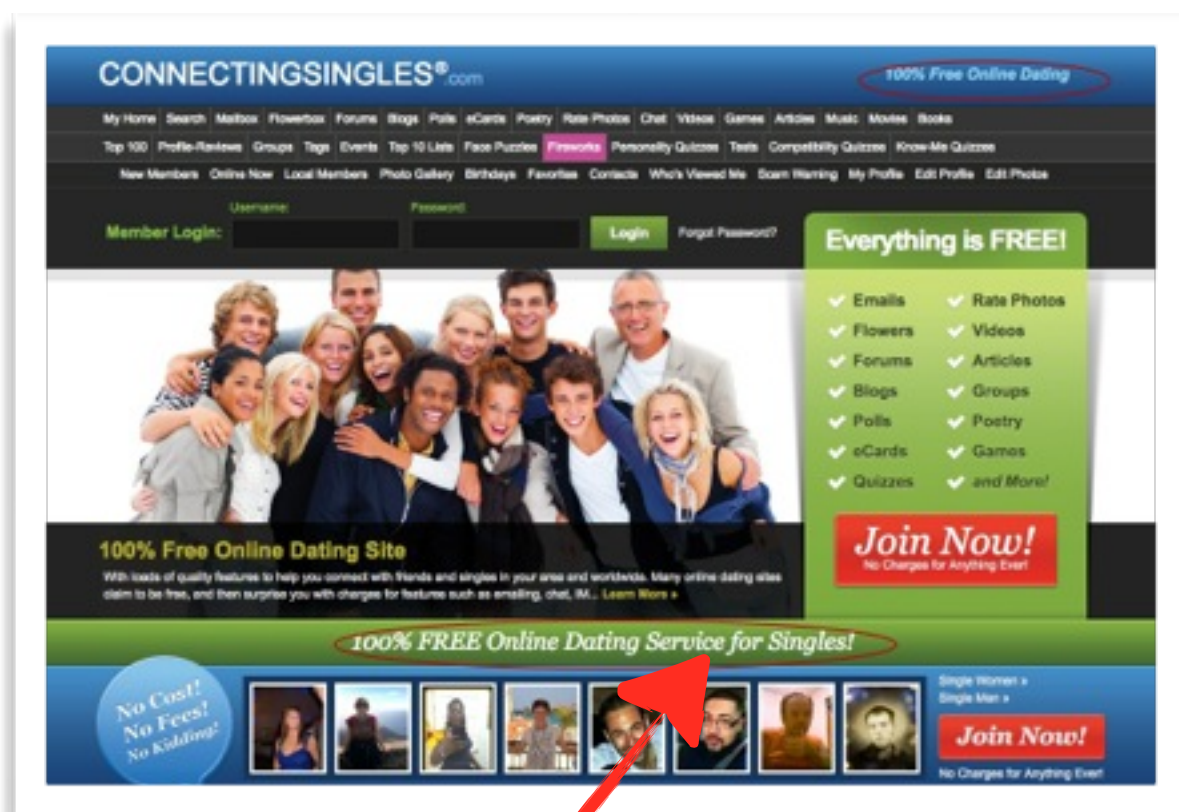 CONNECTINGSINGLES®.com
100% Free Online Dating
My Home Search Mailbox Flowerbox Forums Blogs Polls eCards Poetry Rate Photos Chat Videos Games Articles Music Movies Books
Top 100 Profile-Reviews Groups Tags Events Top 10 Lists Face Puzzles Fireworks Personality Quizzes Tests Compatibility Quizzes Know-Me Quizzes
New Members Online Now Local Members Photo Gallery Birthdays Favorites Contacts Who's Viewed Me Scam Warning My Profile Edit Profile Edit Photos
Username: Password:
Member Login: Login Forgot Password?
Everything is FREE!
Emails Rate Photos
Flowers Videos
Forums Articles
Blogs Groups
Polls Poetry
eCards Games
Quizzes and More!
Join Now!
No Charges for Anything Ever!
100% Free Online Dating Site
With loads of quality features to help you connect with friends and singles in your area and worldwide. Many online dating sites
claim to be free, and then surprise you with charges for features such as emailing, chat, IM... Learn More »
100% FREE Online Dating Service for Singles!
No Cost!
No Fees!
No Kidding!
Single Women »
Single Men »
Join Now!
No Charges for Anything Ever!